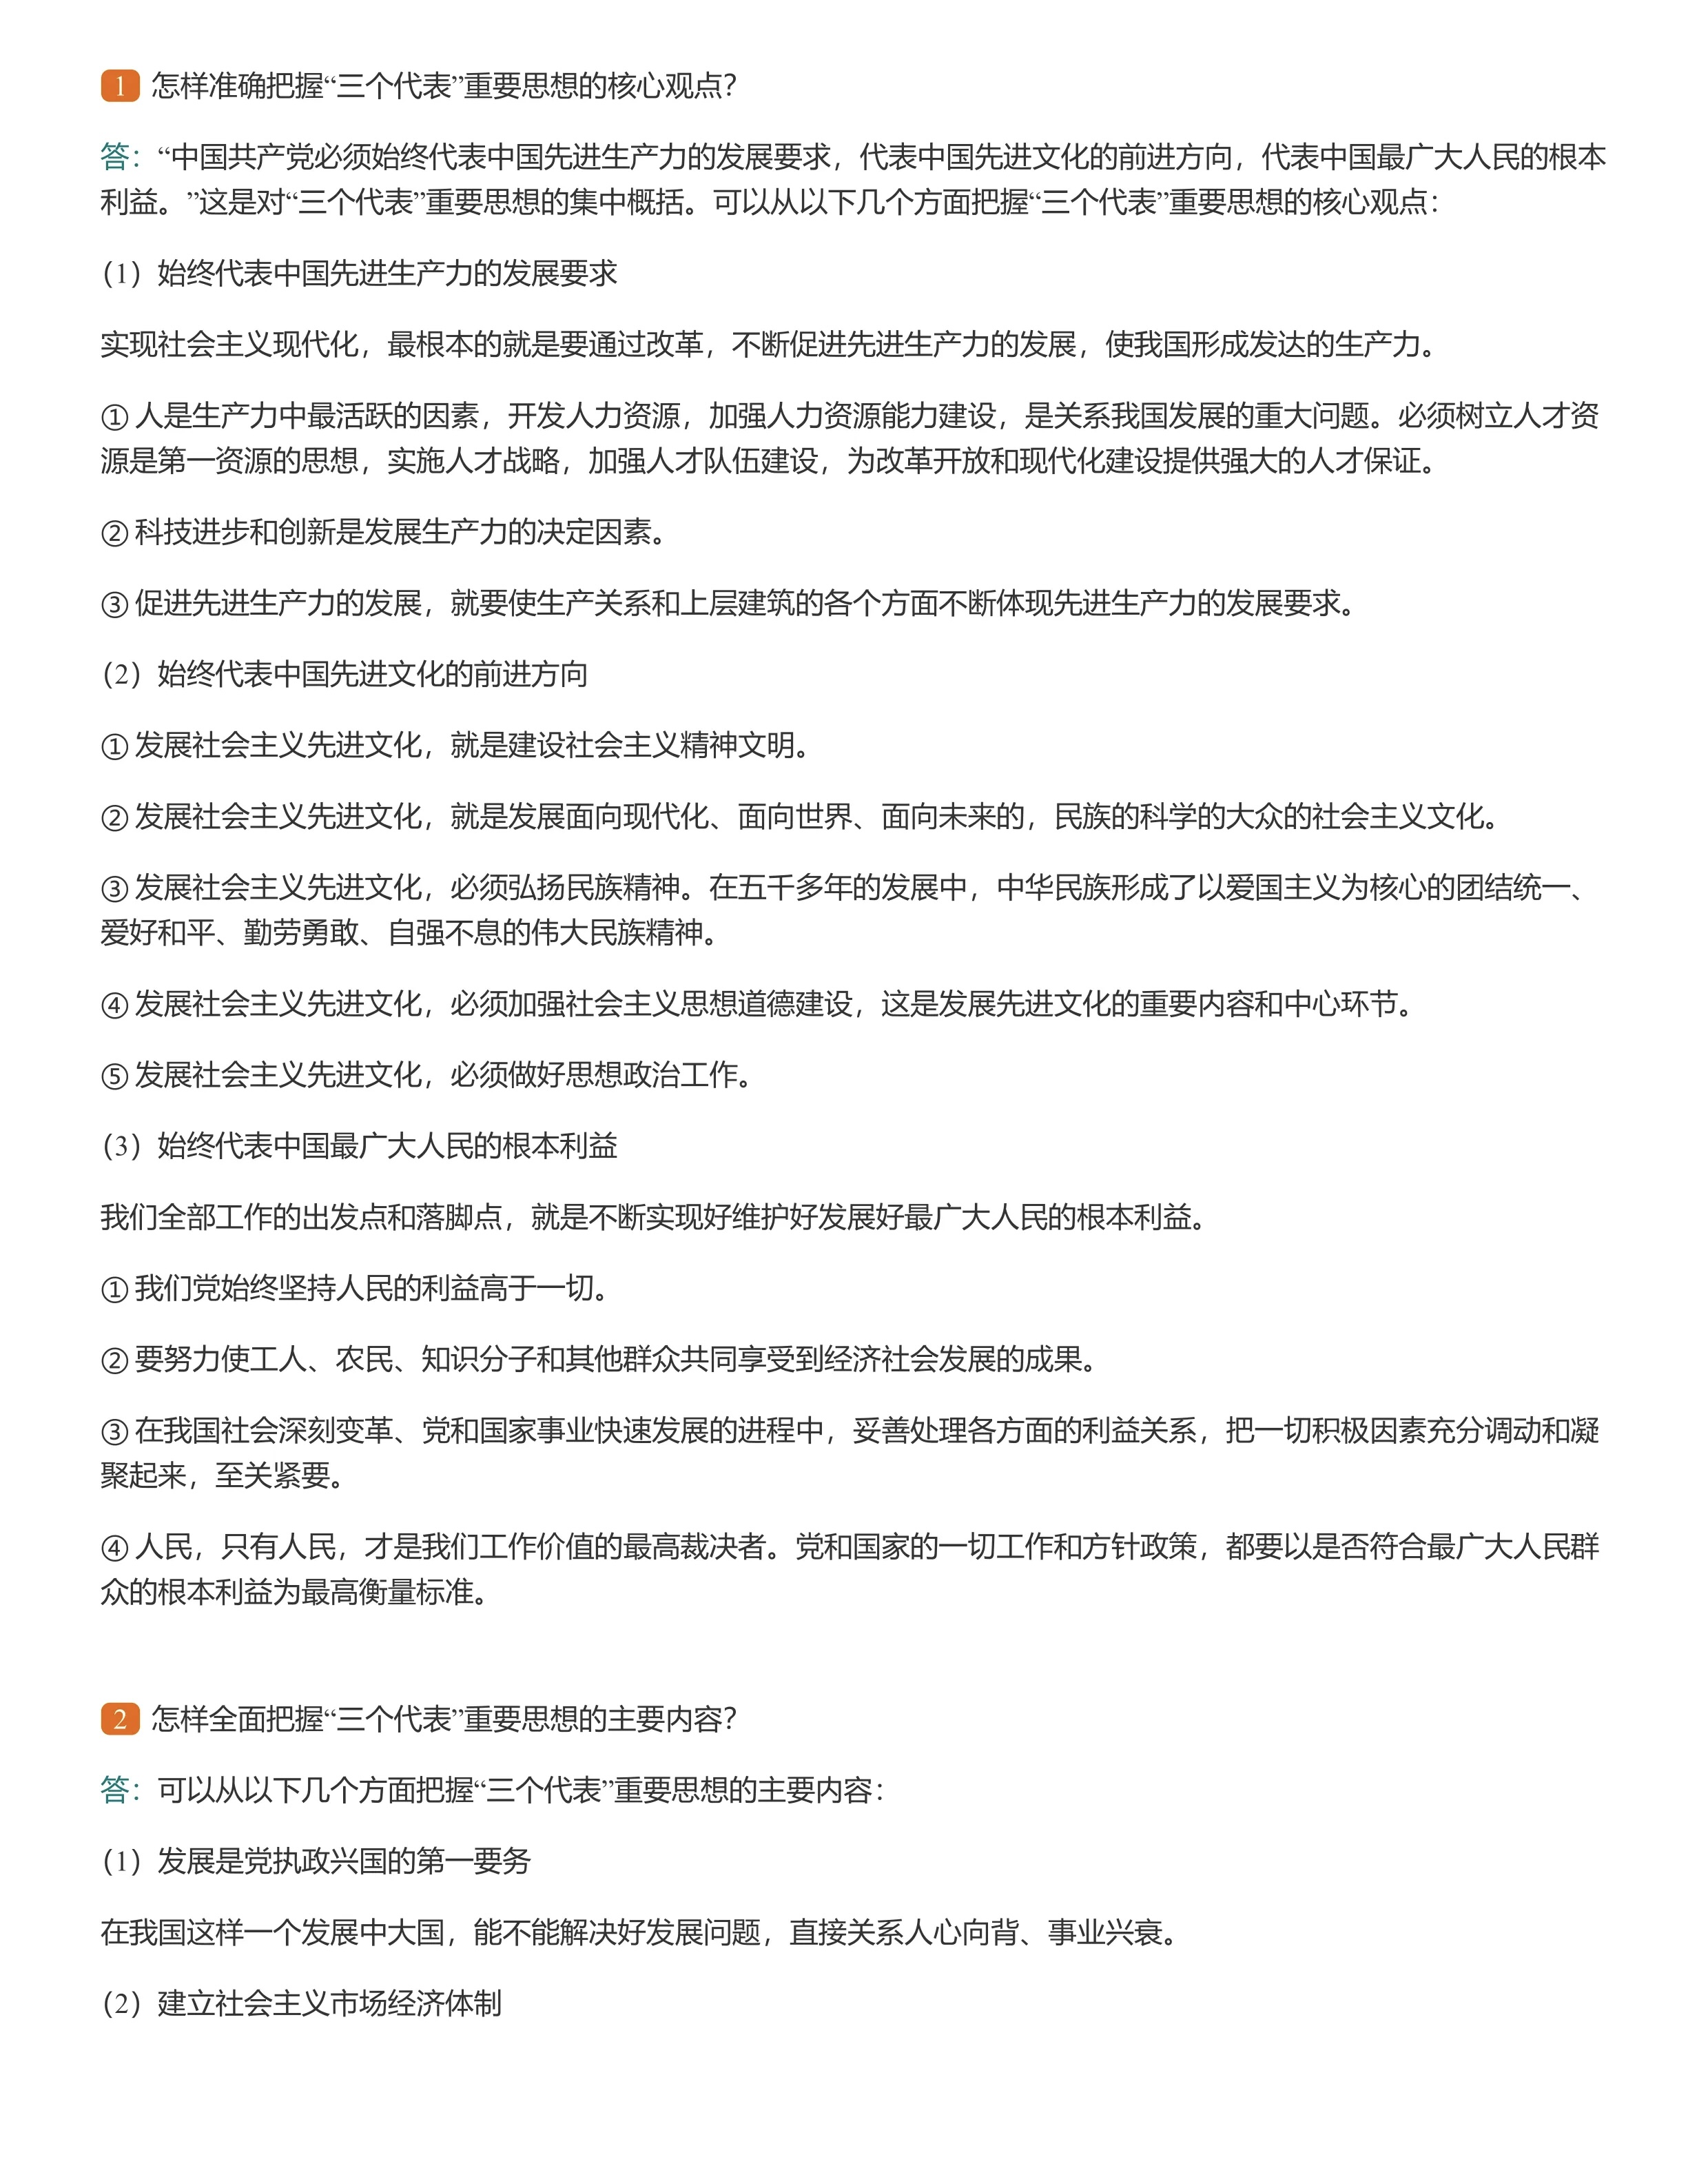 1 怎样准确把握“三个代表”重要思想的核心观点？
答：“中国共产党必须始终代表中国先进生产力的发展要求，代表中国先进文化的前进方向，代表中国最广大人民的根本
利益。”这是对“三个代表”重要思想的集中概括。可以从以下几个方面把握“三个代表”重要思想的核心观点：
（1）始终代表中国先进生产力的发展要求
实现社会主义现代化，最根本的就是要通过改革，不断促进先进生产力的发展，使我国形成发达的生产力。
① 人是生产力中最活跃的因素，开发人力资源，加强人力资源能力建设，是关系我国发展的重大问题。必须树立人才资
源是第一资源的思想，实施人才战略，加强人才队伍建设，为改革开放和现代化建设提供强大的人才保证。
② 科技进步和创新是发展生产力的决定因素。
③ 促进先进生产力的发展，就要使生产关系和上层建筑的各个方面不断体现先进生产力的发展要求。
（2）始终代表中国先进文化的前进方向
① 发展社会主义先进文化，就是建设社会主义精神文明。
② 发展社会主义先进文化，就是发展面向现代化、面向世界、面向未来的，民族的科学的大众的社会主义文化。
③ 发展社会主义先进文化，必须弘扬民族精神。在五千多年的发展中，中华民族形成了以爱国主义为核心的团结统一、
爱好和平、勤劳勇敢、自强不息的伟大民族精神。
④ 发展社会主义先进文化，必须加强社会主义思想道德建设，这是发展先进文化的重要内容和中心环节。
⑤ 发展社会主义先进文化，必须做好思想政治工作。
（3）始终代表中国最广大人民的根本利益
我们全部工作的出发点和落脚点，就是不断实现好维护好发展好最广大人民的根本利益。
① 我们党始终坚持人民的利益高于一切。
② 要努力使工人、农民、知识分子和其他群众共同享受到经济社会发展的成果。
③ 在我国社会深刻变革、党和国家事业快速发展的进程中，妥善处理各方面的利益关系，把一切积极因素充分调动和凝
聚起来，至关紧要。
④ 人民，只有人民，才是我们工作价值的最高裁决者。党和国家的一切工作和方针政策，都要以是否符合最广大人民群
众的根本利益为最高衡量标准。
2 怎样全面把握“三个代表”重要思想的主要内容？
答：可以从以下几个方面把握“三个代表”重要思想的主要内容：
（1）发展是党执政兴国的第一要务
在我国这样一个发展中大国，能不能解决好发展问题，直接关系人心向背、事业兴衰。
（2）建立社会主义市场经济体制